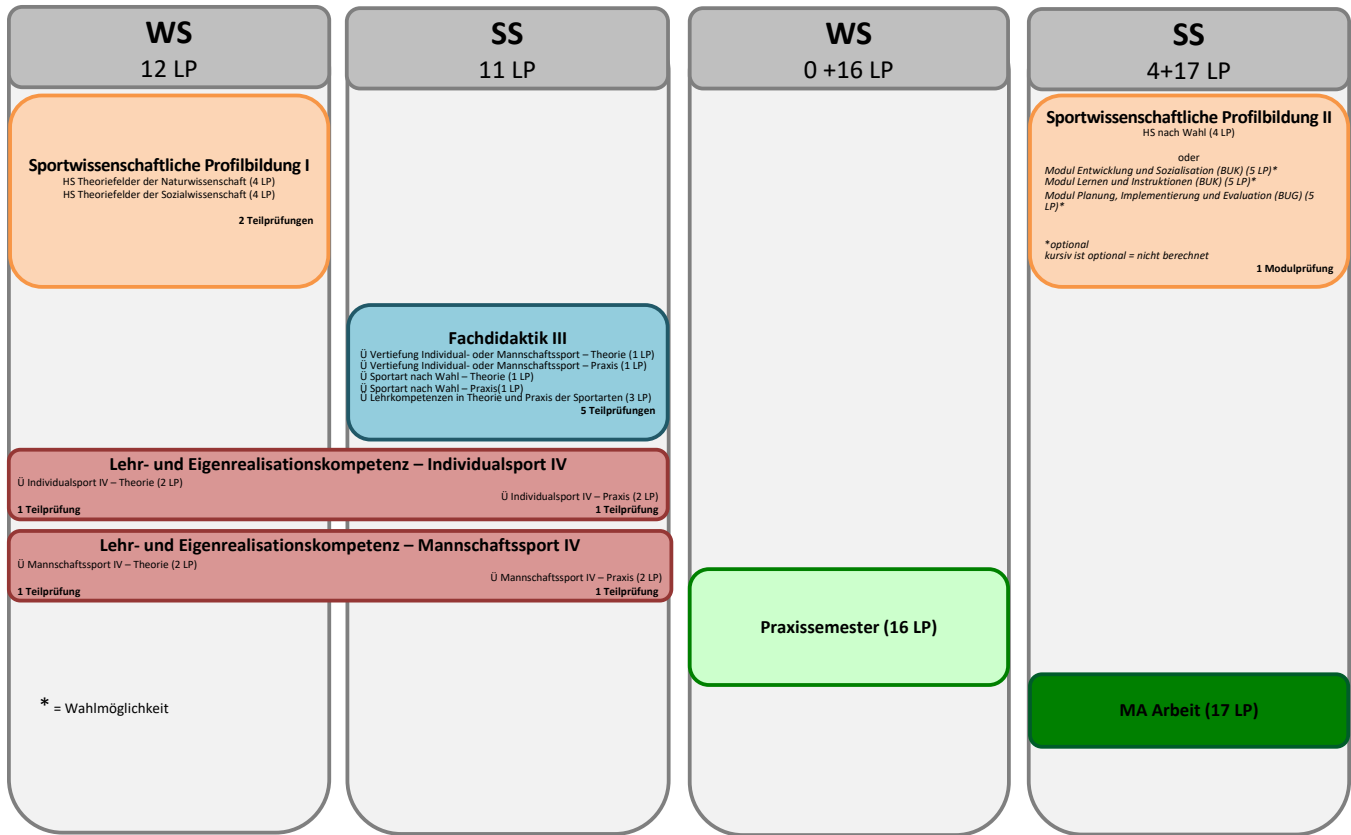 WS
12 LP
SS
11 LP
WS
0 +16 LP
SS
4+17 LP
Sportwissenschaftliche Profilbildung I
HS Theoriefelder der Naturwissenschaft (4 LP)
HS Theoriefelder der Sozialwissenschaft (4 LP)
2 Teilprüfungen
Sportwissenschaftliche Profilbildung II
HS nach Wahl (4 LP)
oder
Modul Entwicklung und Sozialisation (BUK) (5 LP)*
Modul Lernen und Instruktionen (BUK) (5 LP)*
Modul Planung, Implementierung und Evaluation (BUG) (5
LP)*
*optional
kursiv ist optional = nicht berechnet
1 Modulprüfung
Fachdidaktik III
Ü Vertiefung Individual- oder Mannschaftssport – Theorie (1 LP)
Ü Vertiefung Individual- oder Mannschaftssport – Praxis (1 LP)
Ü Sportart nach Wahl – Theorie (1 LP)
Ü Sportart nach Wahl – Praxis(1 LP)
Ü Lehrkompetenzen in Theorie und Praxis der Sportarten (3 LP)
5 Teilprüfungen
Lehr- und Eigenrealisationskompetenz – Individualsport IV
Ü Individualsport IV – Theorie (2 LP)
Ü Individualsport IV – Praxis (2 LP)
1 Teilprüfung
1 Teilprüfung
Lehr- und Eigenrealisationskompetenz – Mannschaftssport IV
Ü Mannschaftssport IV – Theorie (2 LP)
Ü Mannschaftssport IV – Praxis (2 LP)
1 Teilprüfung
1 Teilprüfung
Praxissemester (16 LP)
* = Wahlmöglichkeit
MA Arbeit (17 LP)